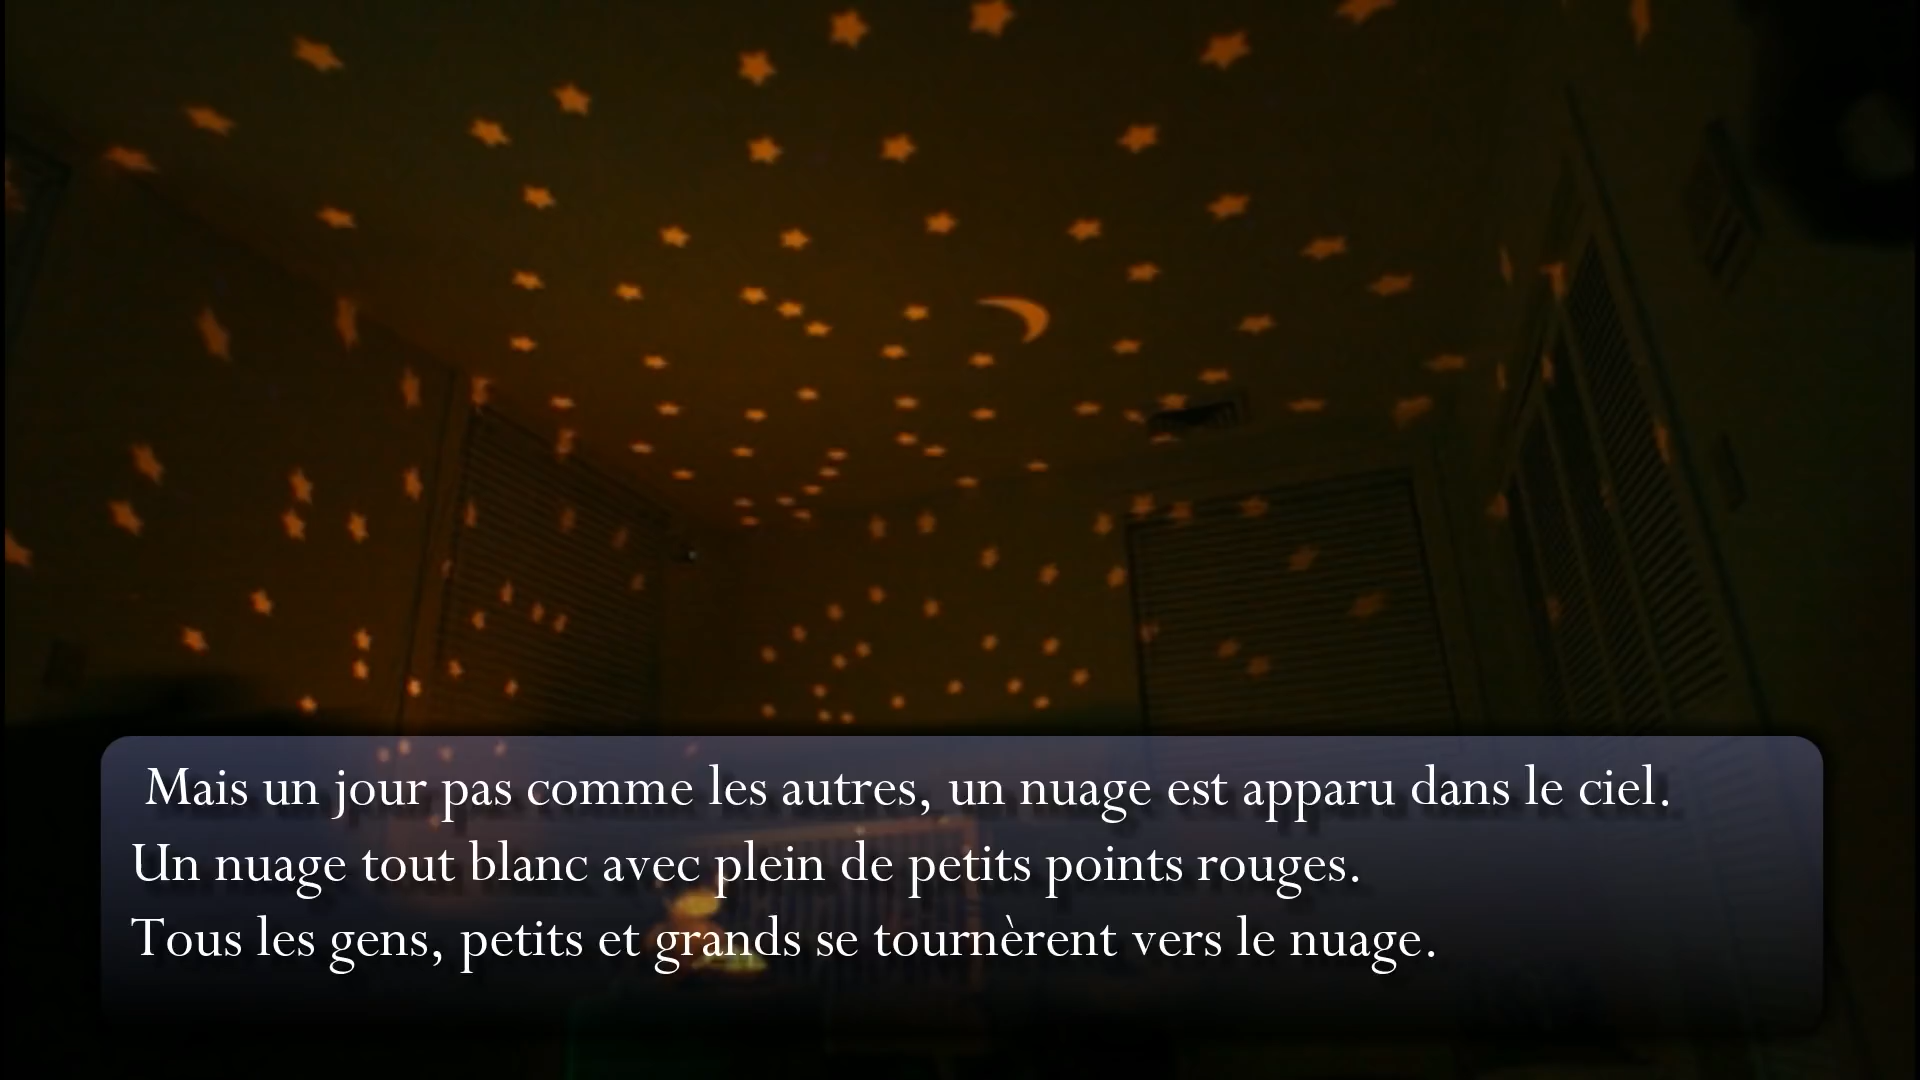 Mais un jour pas comme les autres, un nuage est apparu dans le ciel.
Un nuage tout blanc avec plein de petits points rouges.
Tous les gens, petits et grands se tournèrent vers le nuage.